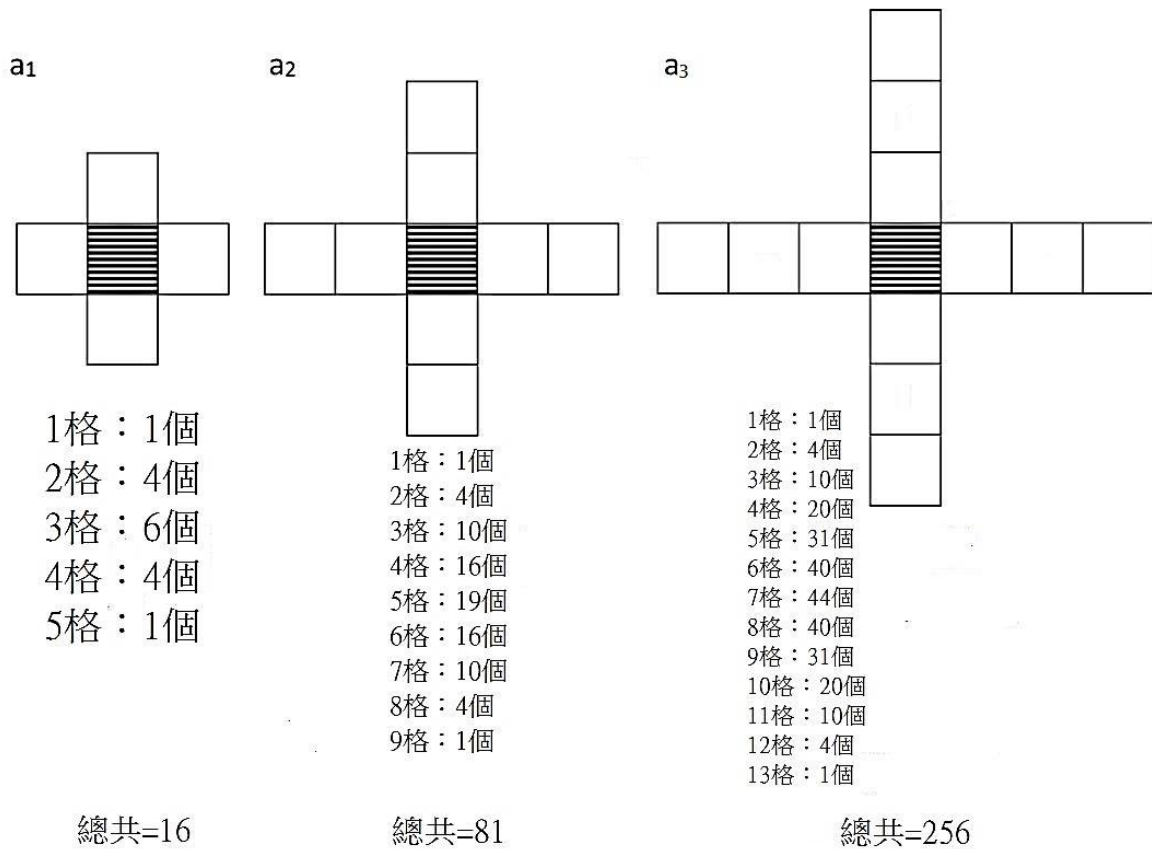 a₁
1格：1個
2格：4個
3格：6個
4格：4個
5格：1個
總共=16
a₂
1格：1個
2格：4個
3格：10個
4格：16個
5格：19個
6格：16個
7格：10個
8格：4個
9格：1個
總共=81
a₃
1格：1個
2格：4個
3格：10個
4格：20個
5格：31個
6格：40個
7格：44個
8格：40個
9格：31個
10格：20個
11格：10個
12格：4個
13格：1個
總共=256